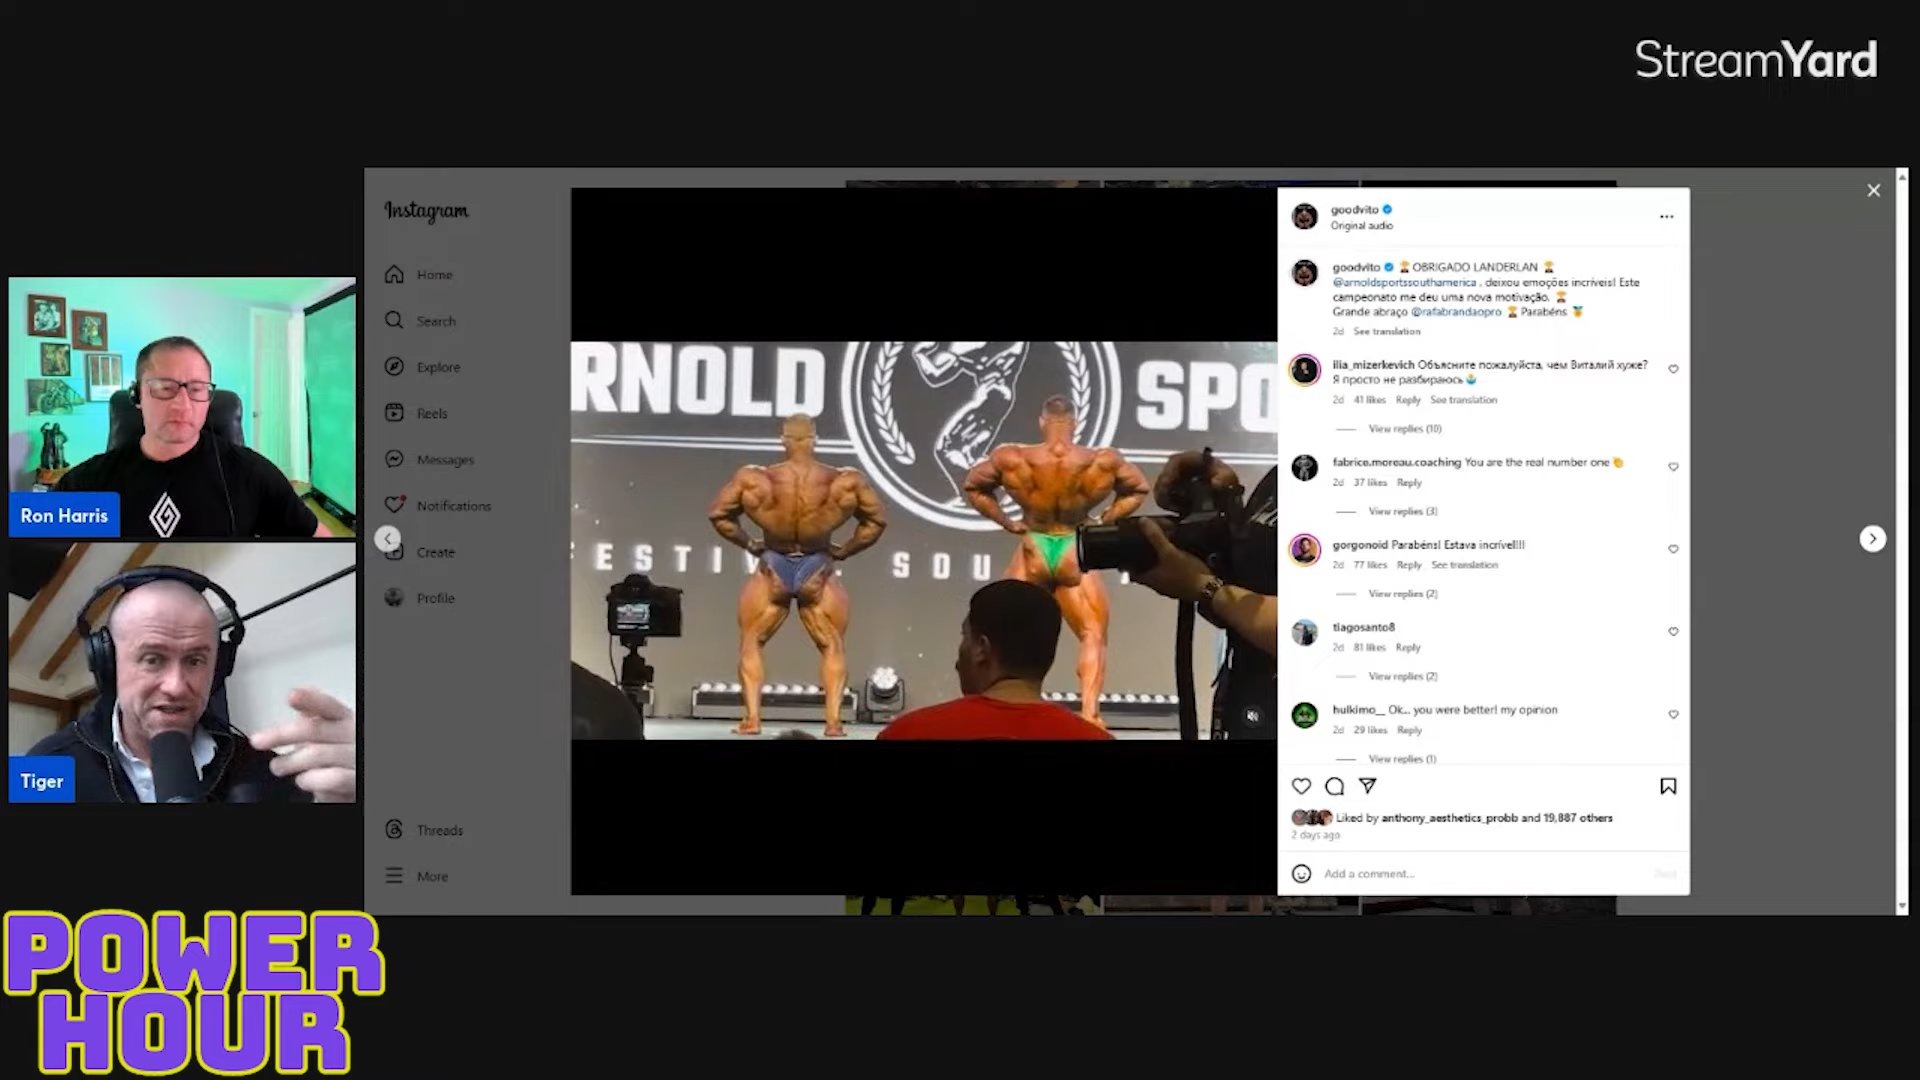 StreamYard
Instagram
Home
Search
Explore
Reels
Messages
Notifications
Create
Profile
Threads
More
Ron Harris
Tiger
POWER
HOUR
RNOLD
SPO
FESTI
SOU
goodvito
Original audio
goodvito 🏆 OBRIGADO LANDERLAN 🏆
@arnoldsportssouthamerica , deixou emoções incríveis! Este
campeonato me deu uma nova motivação. 🏆
Grande abraço @rafabrandaopro 🏆 Parabéns 🏅
2d See translation
ilia_mizerkevich Объясните пожалуйста, чем Виталий хуже?
Я просто не разбираюсь
2d 41 likes Reply See translation
View replies (10)
fabrice.moreau.coaching You are the real number one 👏
2d 37 likes Reply
View replies (3)
gorgonoid Parabéns! Estava incrível!!!
2d 77 likes Reply See translation
View replies (2)
tiagosanto8
2d 81 likes Reply
View replies (2)
hulkimo__ Ok... you were better! my opinion
2d 29 likes Reply
View replies (1)
Liked by anthony_aesthetics_probb and 19,887 others
2 days ago
Add a comment...
Post